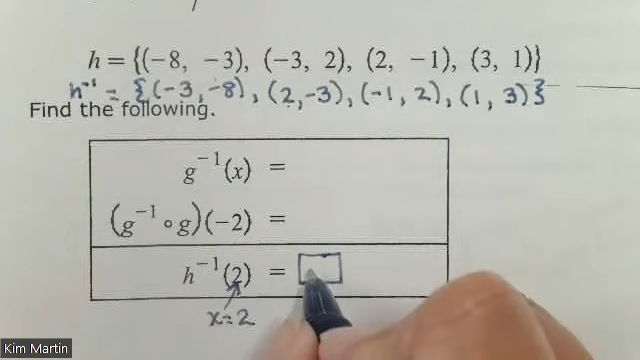 h = {(−8, −3), (−3, 2), (2, −1), (3, 1)}
h⁻¹ = {(-3,-8), (2,-3), (-1, 2), (1, 3)}
Find the following.
g⁻¹(x) =
(g⁻¹ ∘ g)(−2) =
h⁻¹(2) =
x=2
Kim Martin